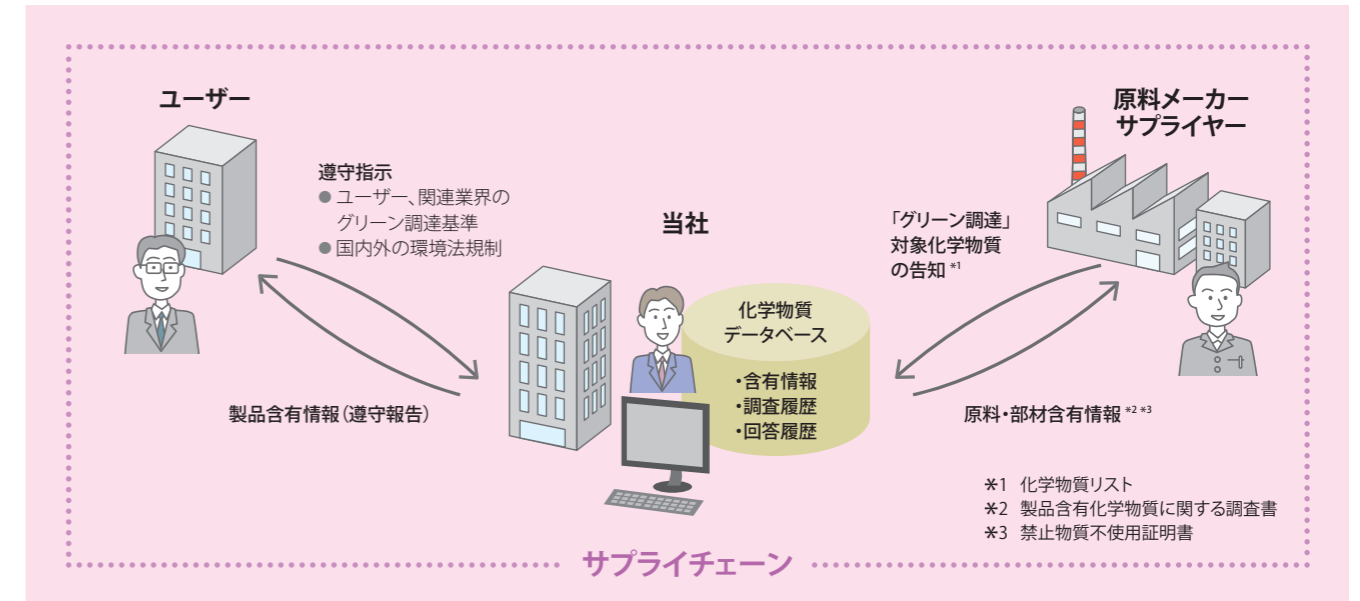 ユーザー
遵守指示
● ユーザー、関連業界の
グリーン調達基準
● 国内外の環境法規制
製品含有情報(遵守報告)
当社
化学物質
データベース
・含有情報
・調査履歴
・回答履歴
原料メーカー
サプライヤー
「グリーン調達」
対象化学物質
の告知 *1
原料・部材含有情報 *2 *3
*1 化学物質リスト
*2 製品含有化学物質に関する調査書
*3 禁止物質不使用証明書
サプライチェーン